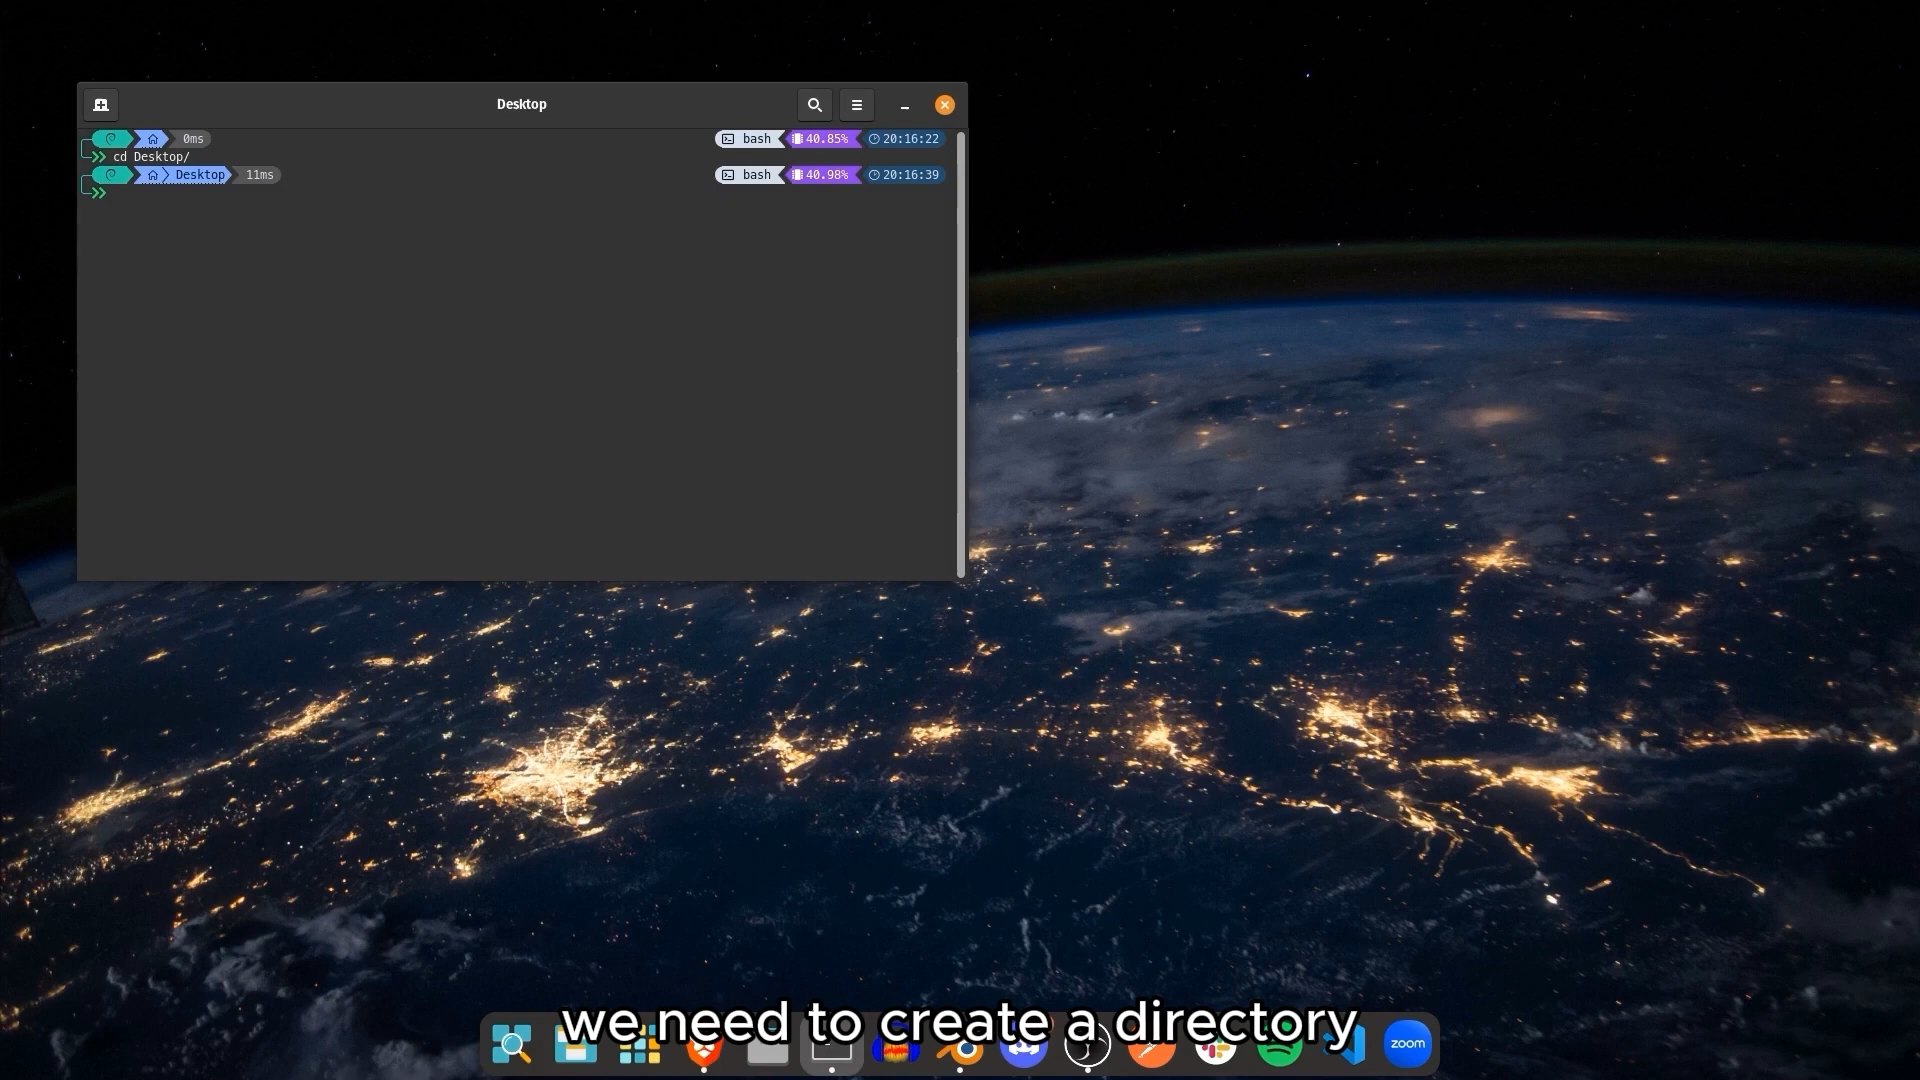 Desktop
0ms bash 40.85% 20:16:22
cd Desktop/
Desktop 11ms bash 40.98% 20:16:39
we need to create a directory
zoom